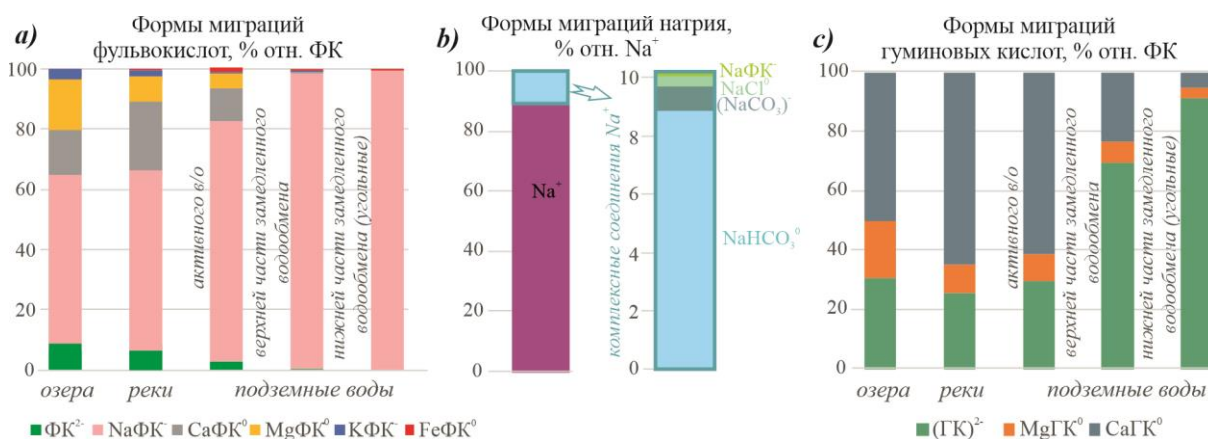 a)
Формы миграций
фульвокислот, % отн. ФК
100
80
60
40
20
0
активного в/о
верхней части замедленного
водообмена
нижней части замедленного
водообмена (угольные)
озера
реки
подземные воды
ФК²⁻ NaФК⁻ CaФК⁰ MgФК⁰ KФК⁻ FeФК⁰
b)
Формы миграций натрия,
% отн. Na⁺
100
80
60
40
20
0
Na⁺
комплексные соединения Na⁺
10
8
6
4
2
0
NaФК⁻
NaCl⁰
(NaCO₃)⁻
NaHCO₃⁰
c)
Формы миграций
гуминовых кислот, % отн. ФК
100
80
60
40
20
0
активного в/о
верхней части замедленного
водообмена
нижней части замедленного
водообмена (угольные)
озера
реки
подземные воды
(ГК)²⁻ MgГК⁰ CaГК⁰